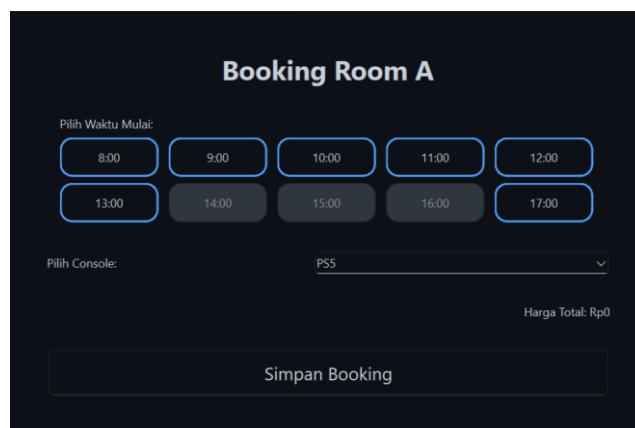 Booking Room A
Pilih Waktu Mulai:
8:00 9:00 10:00 11:00 12:00
13:00 14:00 15:00 16:00 17:00
Pilih Console: PS5
Harga Total: Rp0
Simpan Booking